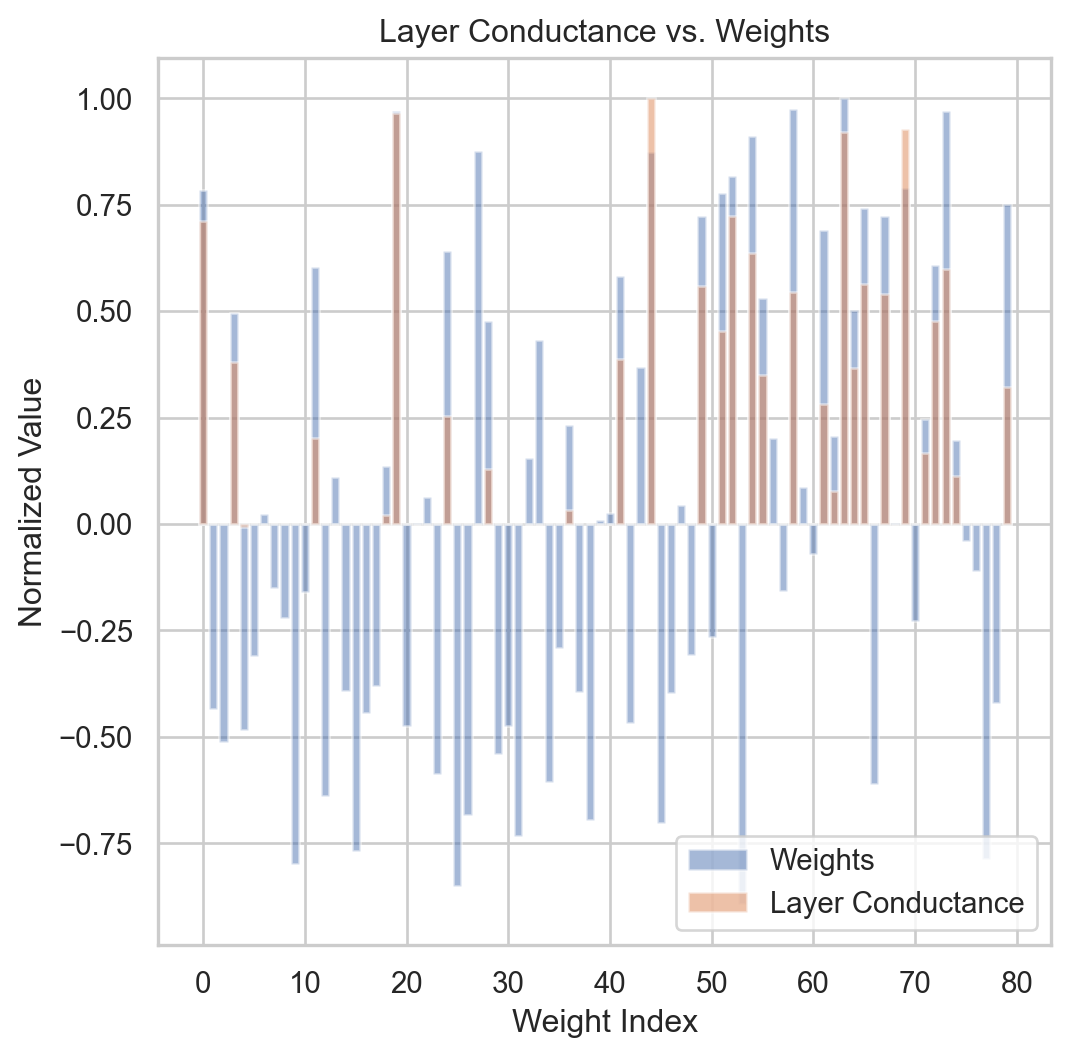 Layer Conductance vs. Weights
1.00
0.75
0.50
0.25
0.00
−0.25
−0.50
−0.75
Normalized Value
Weights
Layer Conductance
0 10 20 30 40 50 60 70 80
Weight Index